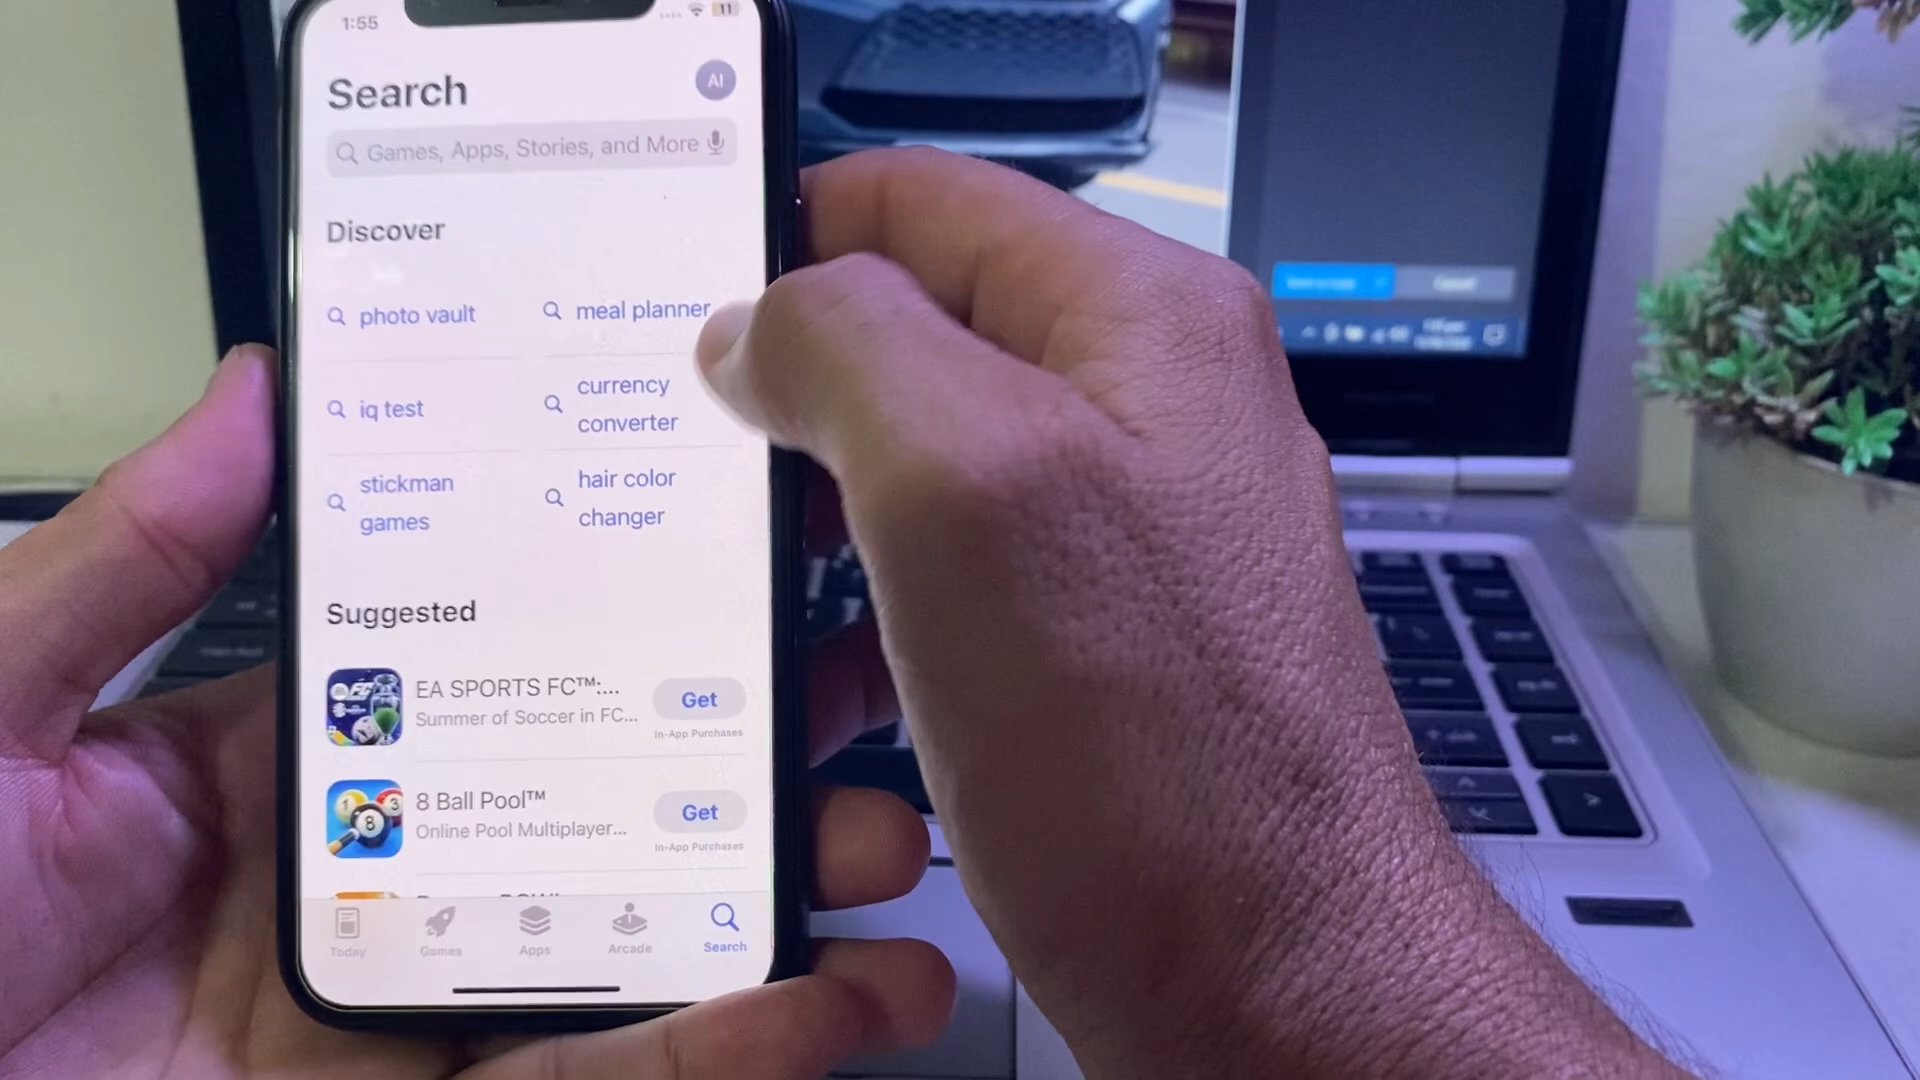 1:55
11
Search
AI
Games, Apps, Stories, and More
Discover
photo vault
meal planner
iq test
currency
converter
stickman
games
hair color
changer
Suggested
EA SPORTS FC™:...
Summer of Soccer in FC...
Get
In-App Purchases
8 Ball Pool™
Online Pool Multiplayer...
Get
In-App Purchases
Today
Games
Apps
Arcade
Search